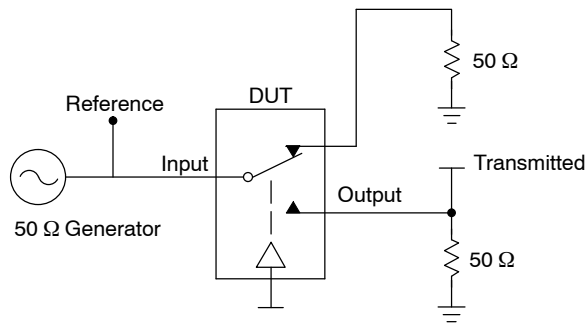 50 Ω
DUT
Reference
Input
Transmitted
Output
50 Ω Generator
50 Ω